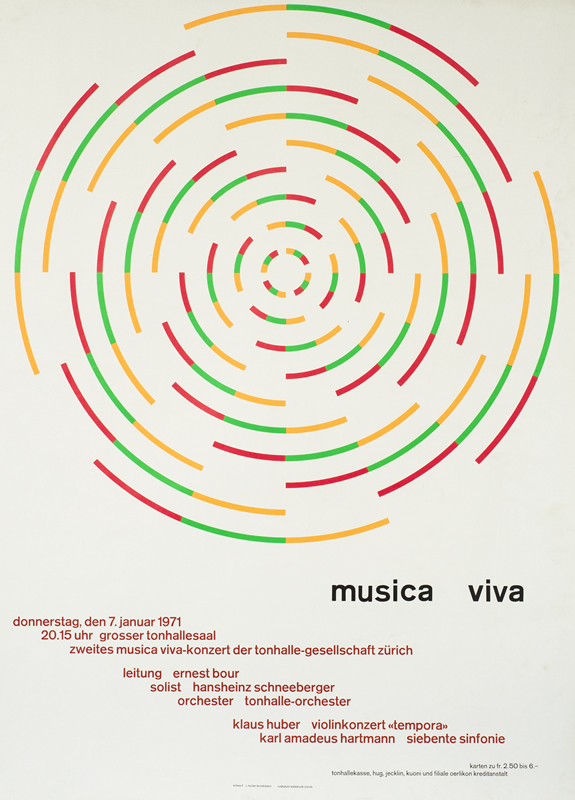 musica viva
donnerstag, den 7. januar 1971
20.15 uhr grosser tonhallesaal
zweites musica viva-konzert der tonhalle-gesellschaft zürich
leitung ernest bour
solist hansheinz schneeberger
orchester tonhalle-orchester
klaus huber violinkonzert «tempora»
karl amadeus hartmann siebente sinfonie
karten zu fr. 2.50 bis 6.–
tonhallekasse, hug, jecklin, kuoni und filiale oerlikon kreditanstalt